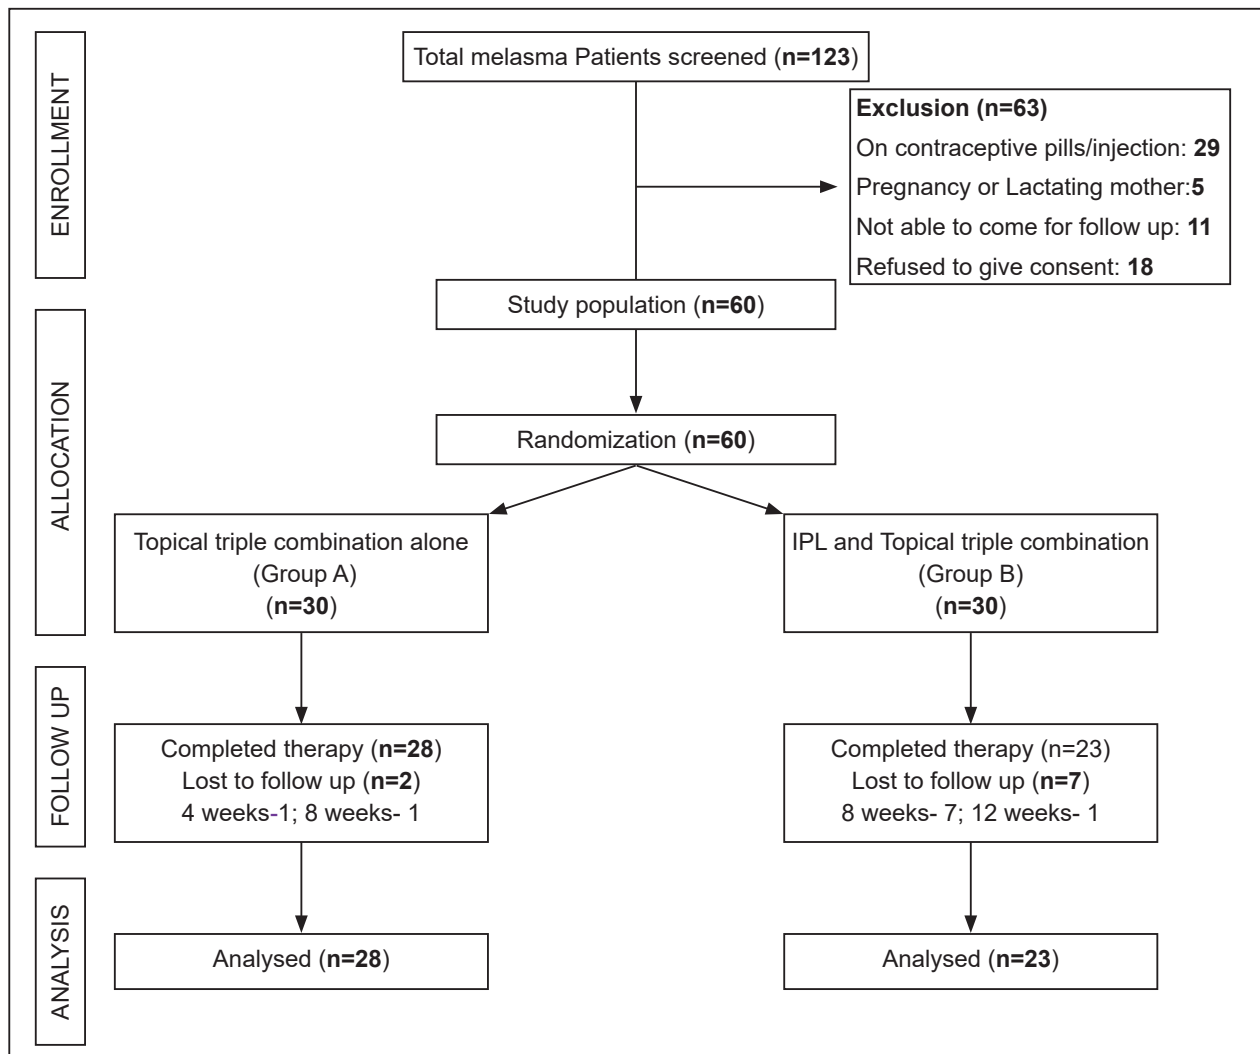 ENROLLMENT
Total melasma Patients screened (n=123)
Exclusion (n=63)
On contraceptive pills/injection: 29
Pregnancy or Lactating mother:5
Not able to come for follow up: 11
Refused to give consent: 18
Study population (n=60)
ALLOCATION
Randomization (n=60)
Topical triple combination alone
(Group A)
(n=30)
IPL and Topical triple combination
(Group B)
(n=30)
FOLLOW UP
Completed therapy (n=28)
Lost to follow up (n=2)
4 weeks-1; 8 weeks- 1
Completed therapy (n=23)
Lost to follow up (n=7)
8 weeks- 7; 12 weeks- 1
ANALYSIS
Analysed (n=28)
Analysed (n=23)